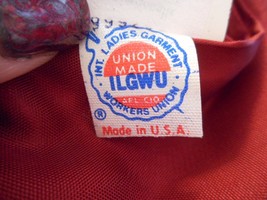 INT. LADIES GARMENT
UNION
MADE
ILGWU
AFL CIO
WORKERS UNION
®
Made in U.S.A.